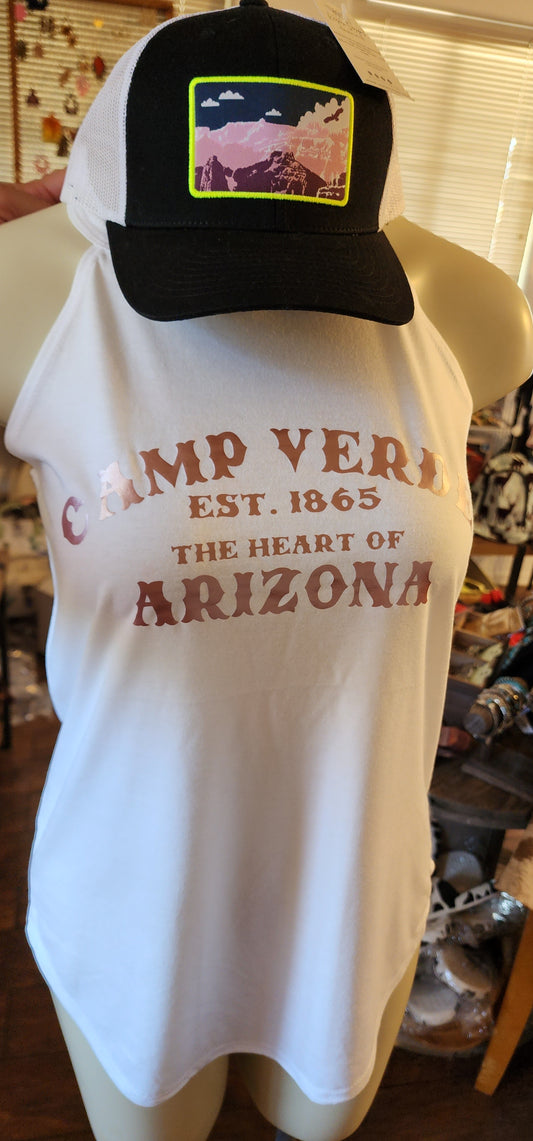 CAMP VERDE
EST. 1865
THE HEART OF
ARIZONA